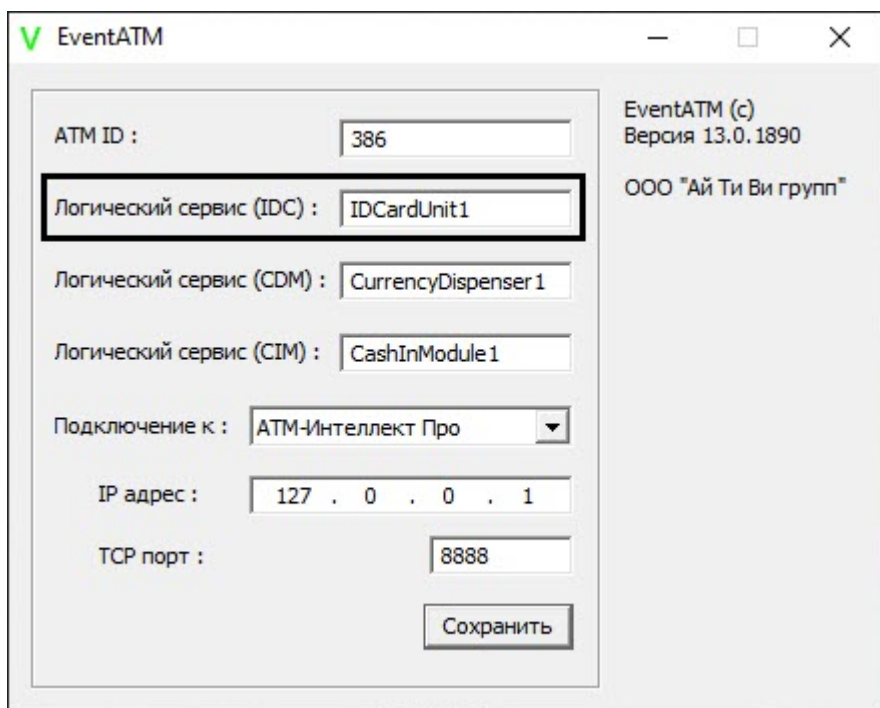 EventATM
ATM ID :
386
Логический сервис (IDC) :
IDCardUnit1
Логический сервис (CDM) :
CurrencyDispenser1
Логический сервис (CIM) :
CashInModule1
Подключение к :
АТМ-Интеллект Про
IP адрес :
127 . 0 . 0 . 1
TCP порт :
8888
Сохранить
EventATM (c)
Версия 13.0.1890
ООО "Ай Ти Ви групп"